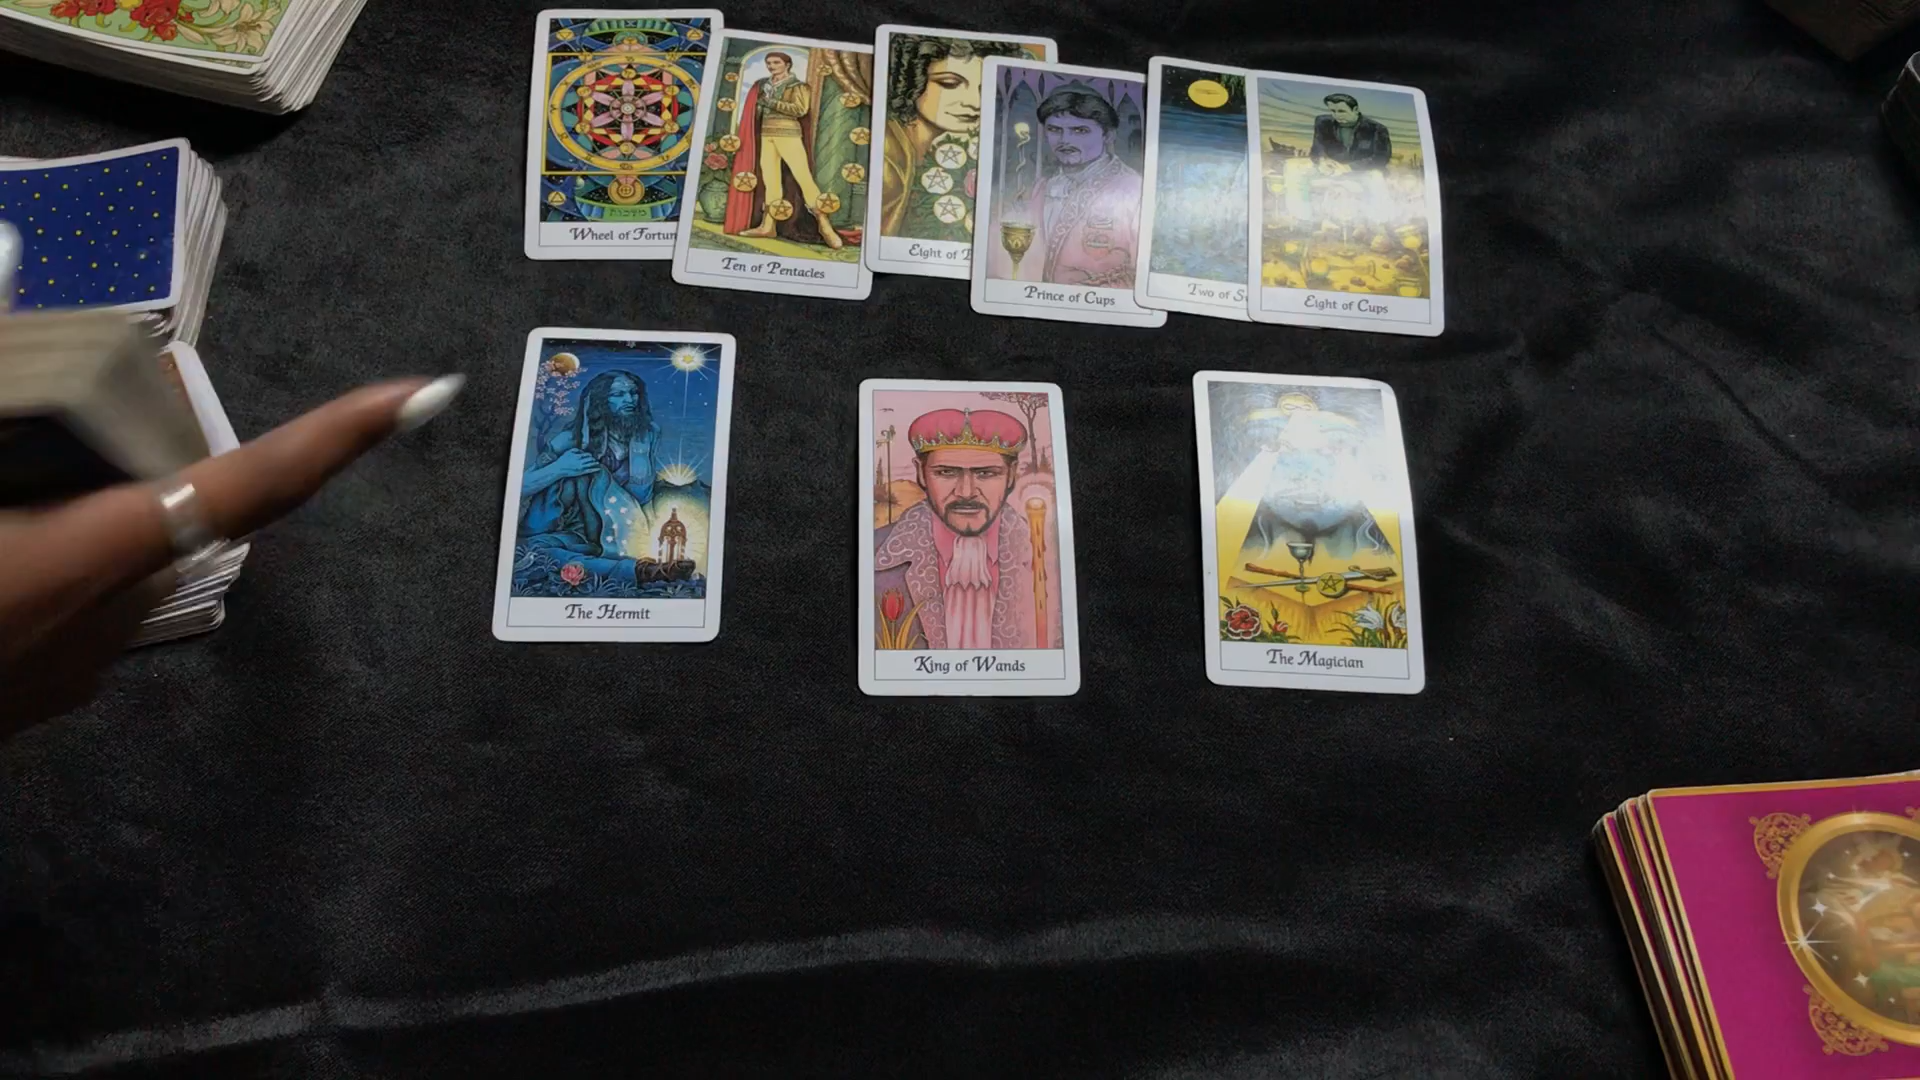 Wheel of Fortun
Ten of Pentacles
Eight of
Prince of Cups
Two of S
Eight of Cups
The Hermit
King of Wands
The Magician